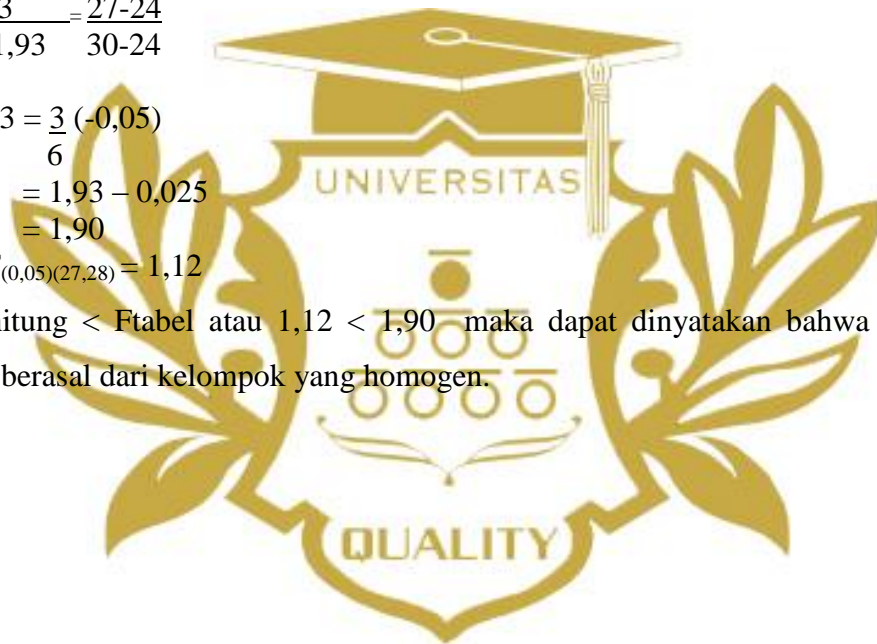 3 = 27-24
1,93 30-24
3 = 3 (-0,05)
6
= 1,93 – 0,025
= 1,90
(0,05)(27,28) = 1,12
itung < Ftabel atau 1,12 < 1,90 maka dapat dinyatakan bahwa
berasal dari kelompok yang homogen.
UNIVERSITAS
QUALITY